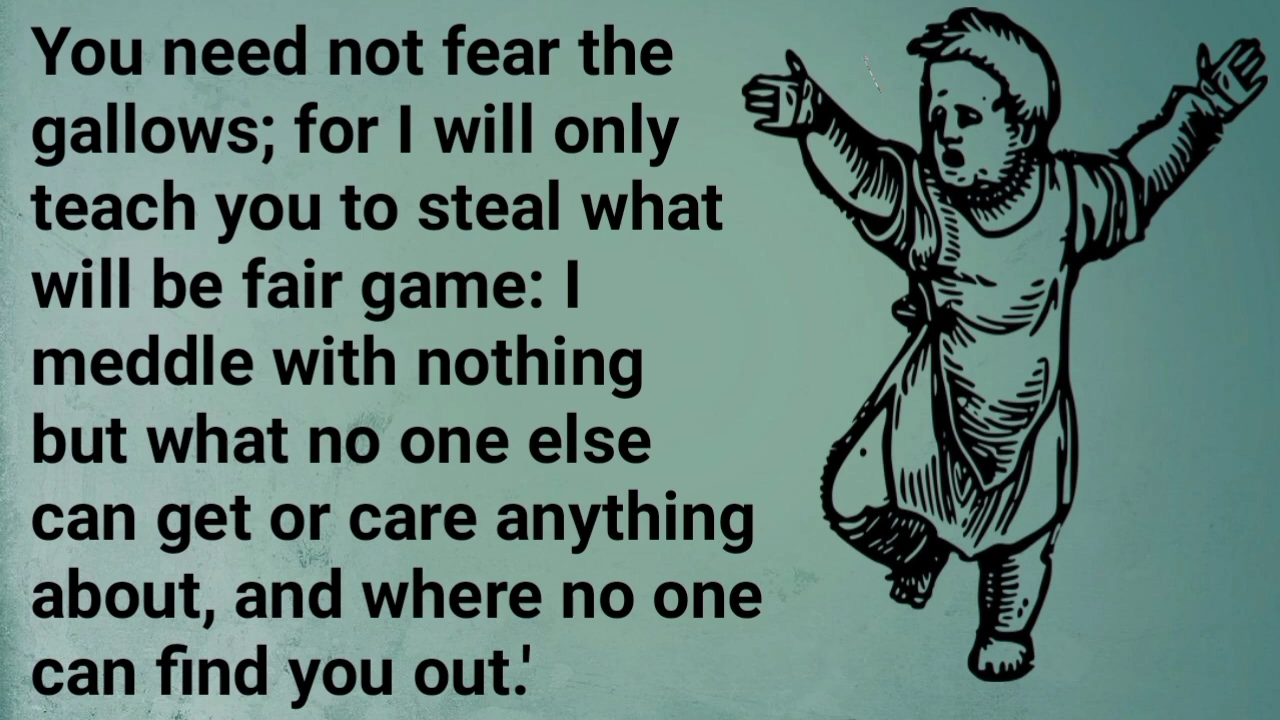 You need not fear the
gallows; for I will only
teach you to steal what
will be fair game: I
meddle with nothing
but what no one else
can get or care anything
about, and where no one
can find you out.'